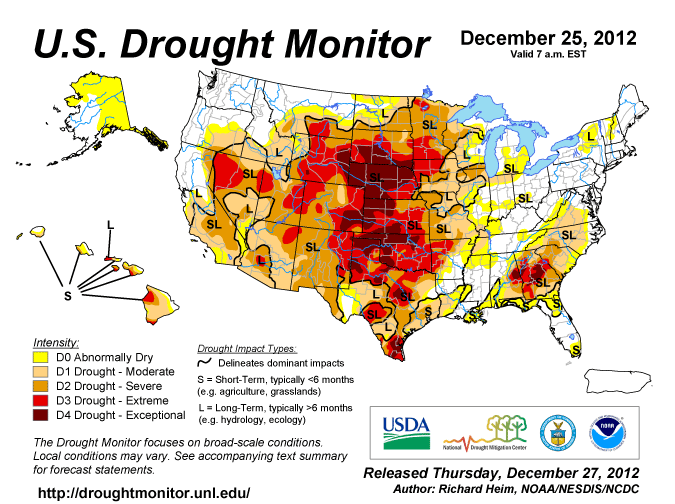 U.S. Drought Monitor
December 25, 2012
Valid 7 a.m. EST
L
SL
L
L
SL
SL
L
SL
SL
L
L
SL
SL
SL
SL
SL
SL
L
L
SL
SL
L
SL
S
S
S
S
S
L
S
L
S
Intensity:
D0 Abnormally Dry
D1 Drought - Moderate
D2 Drought - Severe
D3 Drought - Extreme
D4 Drought - Exceptional
Drought Impact Types:
Delineates dominant impacts
S = Short-Term, typically <6 months
(e.g. agriculture, grasslands)
L = Long-Term, typically >6 months
(e.g. hydrology, ecology)
The Drought Monitor focuses on broad-scale conditions.
Local conditions may vary. See accompanying text summary
for forecast statements.
http://droughtmonitor.unl.edu/
USDA
National Drought Mitigation Center
NOAA
Released Thursday, December 27, 2012
Author: Richard Heim, NOAA/NESDIS/NCDC